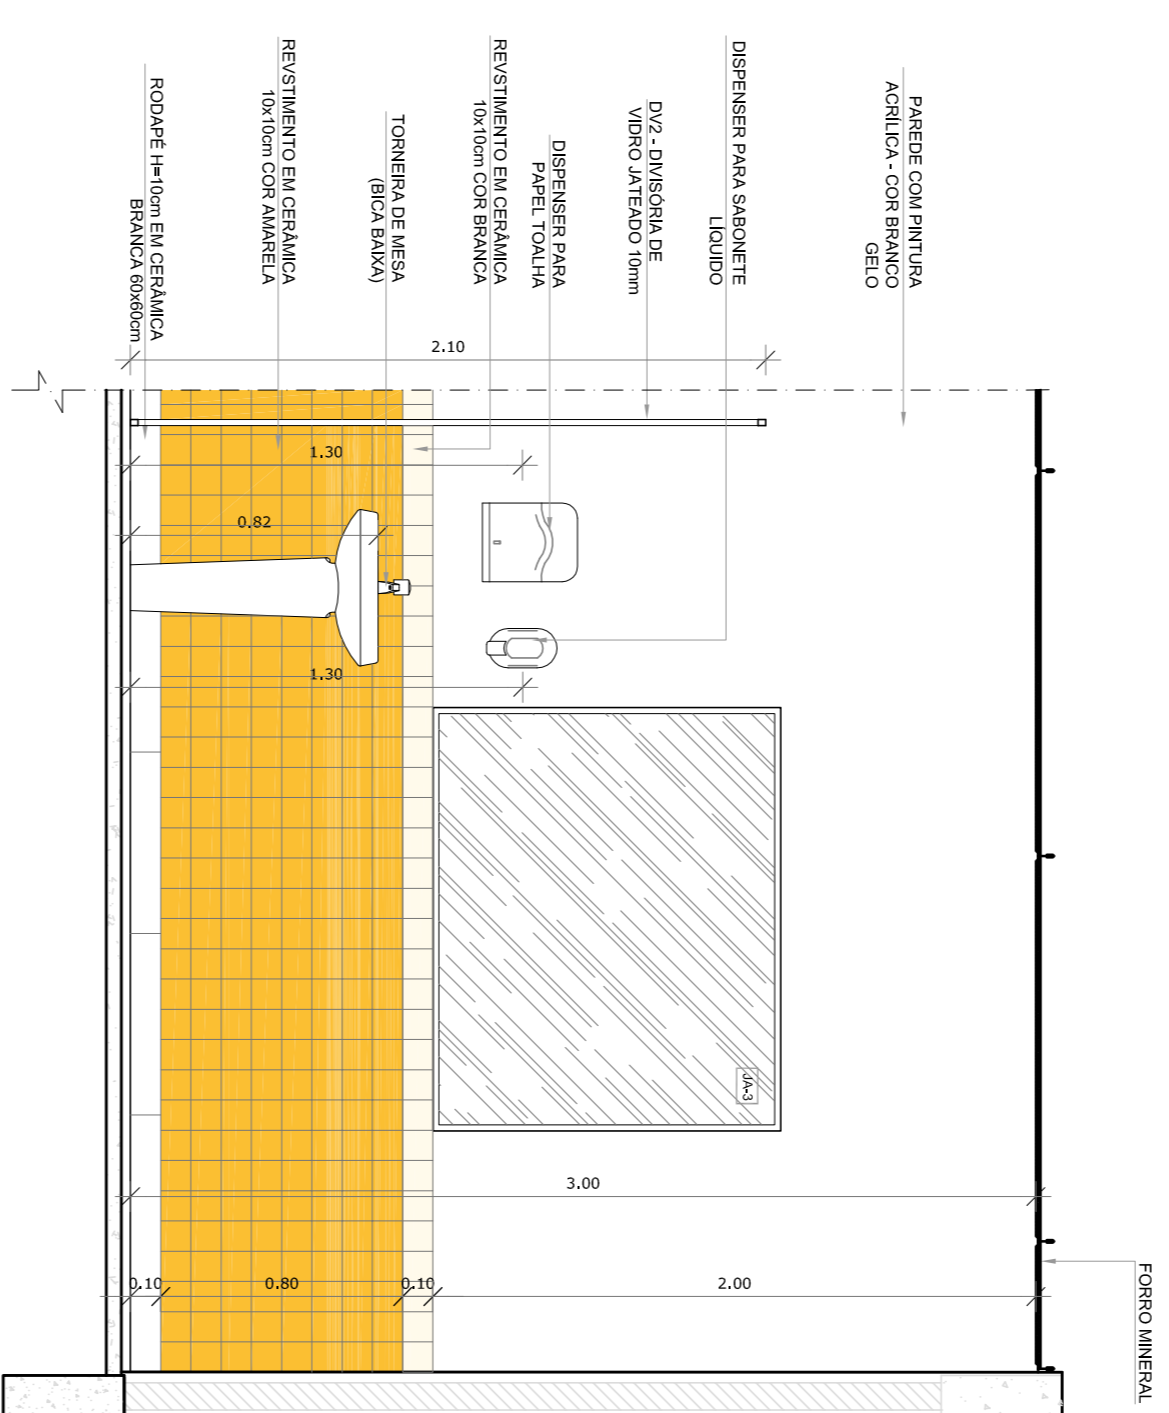 FORRO MINERAL
PAREDE COM PINTURA
ACRÍLICA - COR BRANCO
GELO
DISPENSER PARA SABONETE
LÍQUIDO
DV2 - DIVISÓRIA DE
VIDRO JATEADO 10mm
DISPENSER PARA
PAPEL TOALHA
REVSTIMENTO EM CERÂMICA
10x10cm COR BRANCA
TORNEIRA DE MESA
(BICA BAIXA)
REVSTIMENTO EM CERÂMICA
10x10cm COR AMARELA
RODAPÉ H=10cm EM CERÂMICA
BRANCA 60x60cm
2.10
1.30
0.82
1.30
JA-3
3.00
0.10
0.80
0.10
2.00